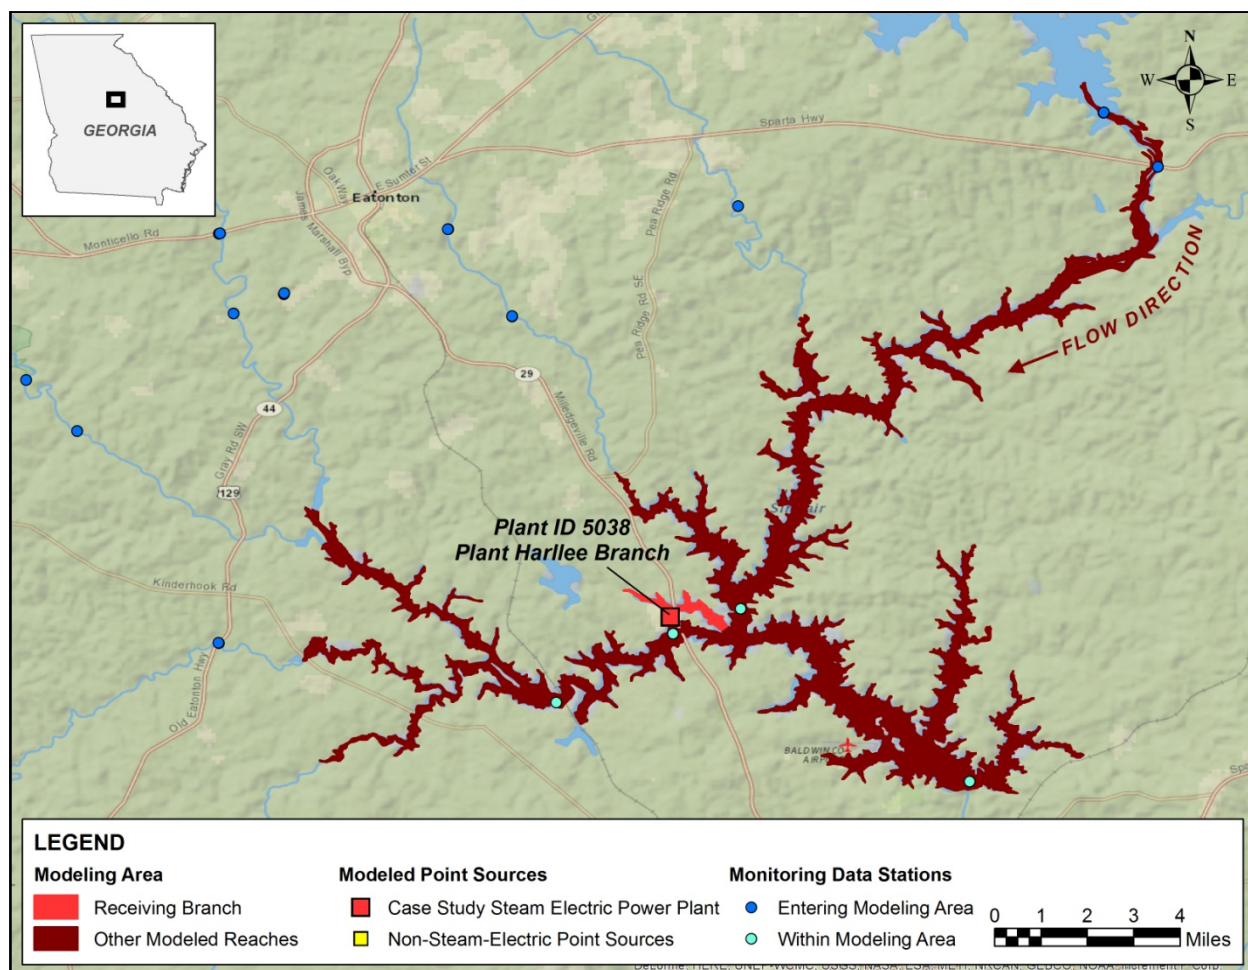 GEORGIA
N
W E
S
Sparta Hwy
Oak Way
E Sumter St
Eatonton
James Marshall Byp
Monticello Rd
Pea Ridge Rd
FLOW DIRECTION
Pea Ridge Rd SE
29
Milledgeville Rd
44
Gray Rd SW
129
Plant ID 5038
Plant Harllee Branch
Kinderhook Rd
Old Eaton Hwy
BALDWIN CO
LEGEND
Modeling Area
Receiving Branch
Other Modeled Reaches
Modeled Point Sources
Case Study Steam Electric Power Plant
Non-Steam-Electric Point Sources
Monitoring Data Stations
Entering Modeling Area
Within Modeling Area
0 1 2 3 4
Miles